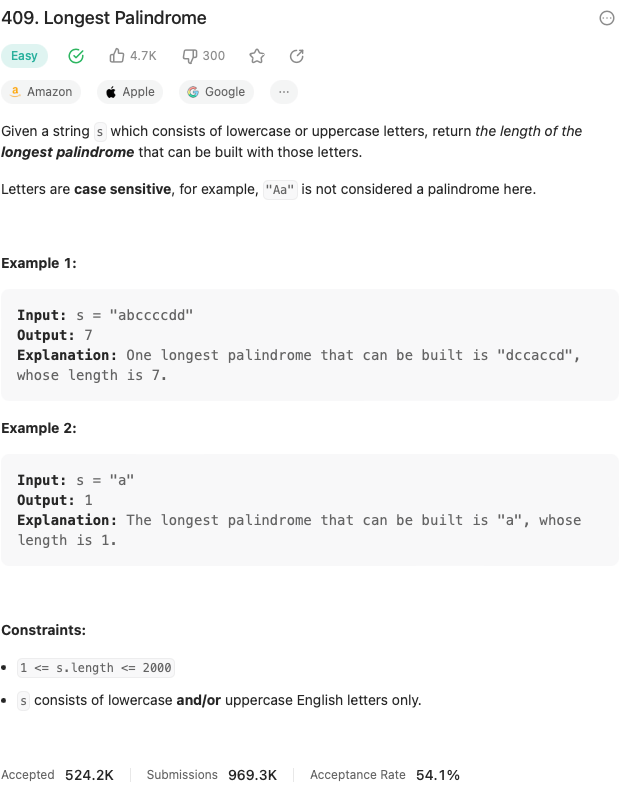 409. Longest Palindrome
Easy 4.7K 300
Amazon Apple Google ...
Given a string s which consists of lowercase or uppercase letters, return the length of the
longest palindrome that can be built with those letters.
Letters are case sensitive, for example, "Aa" is not considered a palindrome here.
Example 1:
Input: s = "abccccdd"
Output: 7
Explanation: One longest palindrome that can be built is "dccaccd",
whose length is 7.
Example 2:
Input: s = "a"
Output: 1
Explanation: The longest palindrome that can be built is "a", whose
length is 1.
Constraints:
• 1 <= s.length <= 2000
• s consists of lowercase and/or uppercase English letters only.
Accepted 524.2K Submissions 969.3K Acceptance Rate 54.1%